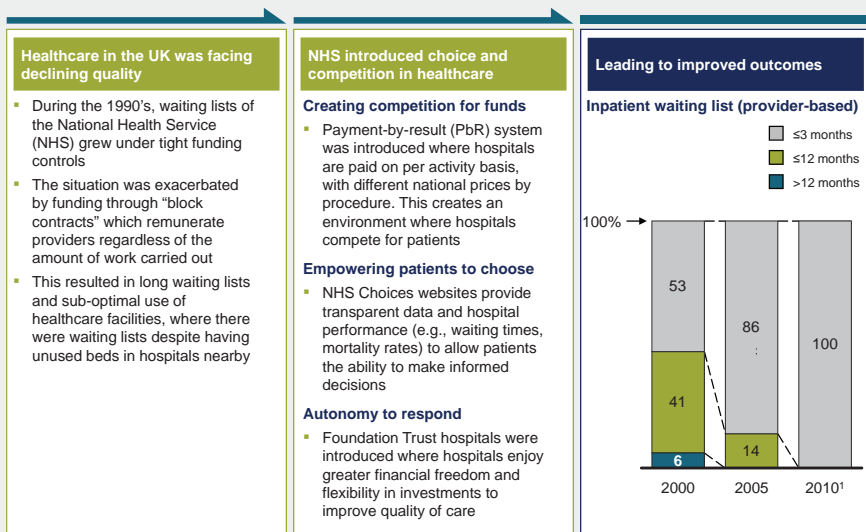 Healthcare in the UK was facing
declining quality
▪ During the 1990's, waiting lists of
the National Health Service
(NHS) grew under tight funding
controls
▪ The situation was exacerbated
by funding through “block
contracts” which remunerate
providers regardless of the
amount of work carried out
▪ This resulted in long waiting lists
and sub-optimal use of
healthcare facilities, where there
were waiting lists despite having
unused beds in hospitals nearby
NHS introduced choice and
competition in healthcare
Creating competition for funds
▪ Payment-by-result (PbR) system
was introduced where hospitals
are paid on per activity basis,
with different national prices by
procedure. This creates an
environment where hospitals
compete for patients
Empowering patients to choose
▪ NHS Choices websites provide
transparent data and hospital
performance (e.g., waiting times,
mortality rates) to allow patients
the ability to make informed
decisions
Autonomy to respond
▪ Foundation Trust hospitals were
introduced where hospitals enjoy
greater financial freedom and
flexibility in investments to
improve quality of care
Leading to improved outcomes
Inpatient waiting list (provider-based)
≤3 months
≤12 months
>12 months
100%
53
41
6
86
:
14
100
2000 2005 2010¹